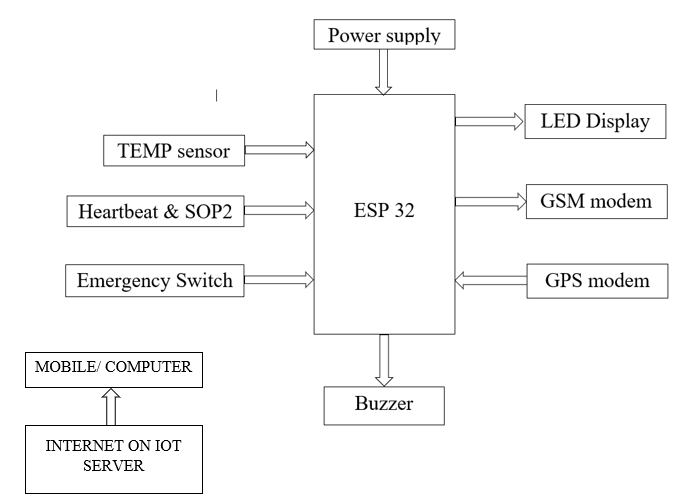 Power supply
LED Display
TEMP sensor
Heartbeat & SOP2
ESP 32
GSM modem
Emergency Switch
GPS modem
MOBILE/ COMPUTER
Buzzer
INTERNET ON IOT
SERVER